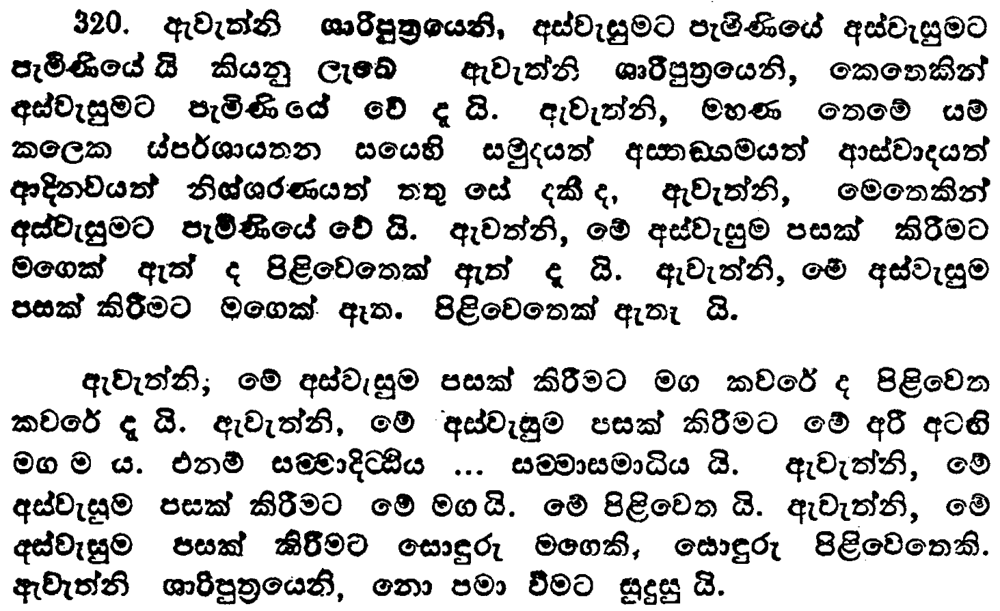 320. ඇවැත්නි ශාරිපුත්‍රයෙනි, අස්වැසුමට පැමිණියේ අස්වැසුමට
පැමිණියේ යි කියනු ලැබේ ඇවැත්නි ශාරිපුත්‍රයෙනි, කෙතෙකින්
අස්වැසුමට පැමිණියේ වේ දැ යි. ඇවැත්නි, මහණ තෙමේ යම්
කලෙක ස්පර්ශායතන සයෙහි සමුදයත් අස්තඞ්ගමයත් ආස්වාදයත්
ආදිනවයත් නිශ්ශරණයත් තතු සේ දකී ද, ඇවැත්නි, මෙතෙකින්
අස්වැසුමට පැමිණියේ වේ යි. ඇවත්නි, මේ අස්වැසුම පසක් කිරීමට
මගෙක් ඇත් ද පිළිවෙතෙක් ඇත් දැ යි. ඇවැත්නි, මේ අස්වැසුම
පසක් කිරීමට මගෙක් ඇත. පිළිවෙතෙක් ඇතැ යි.
ඇවැත්නි, මේ අස්වැසුම පසක් කිරීමට මග කවරේ ද පිළිවෙත
කවරේ දැ යි. ඇවැත්නි, මේ අස්වැසුම පසක් කිරීමට මේ අරි අටඟි
මග ම ය. එනම් සම්මාදිට්ඨිය ... සම්මාසමාධිය යි. ඇවැත්නි, මේ
අස්වැසුම පසක් කිරීමට මේ මග යි. මේ පිළිවෙත යි. ඇවැත්නි, මේ
අස්වැසුම පසක් කිරීමට සොඳුරු මගෙකි, සොඳුරු පිළිවෙතෙකි.
ඇවැත්නි ශාරිපුත්‍රයෙනි, නො පමා වීමට සුදුසු යි.